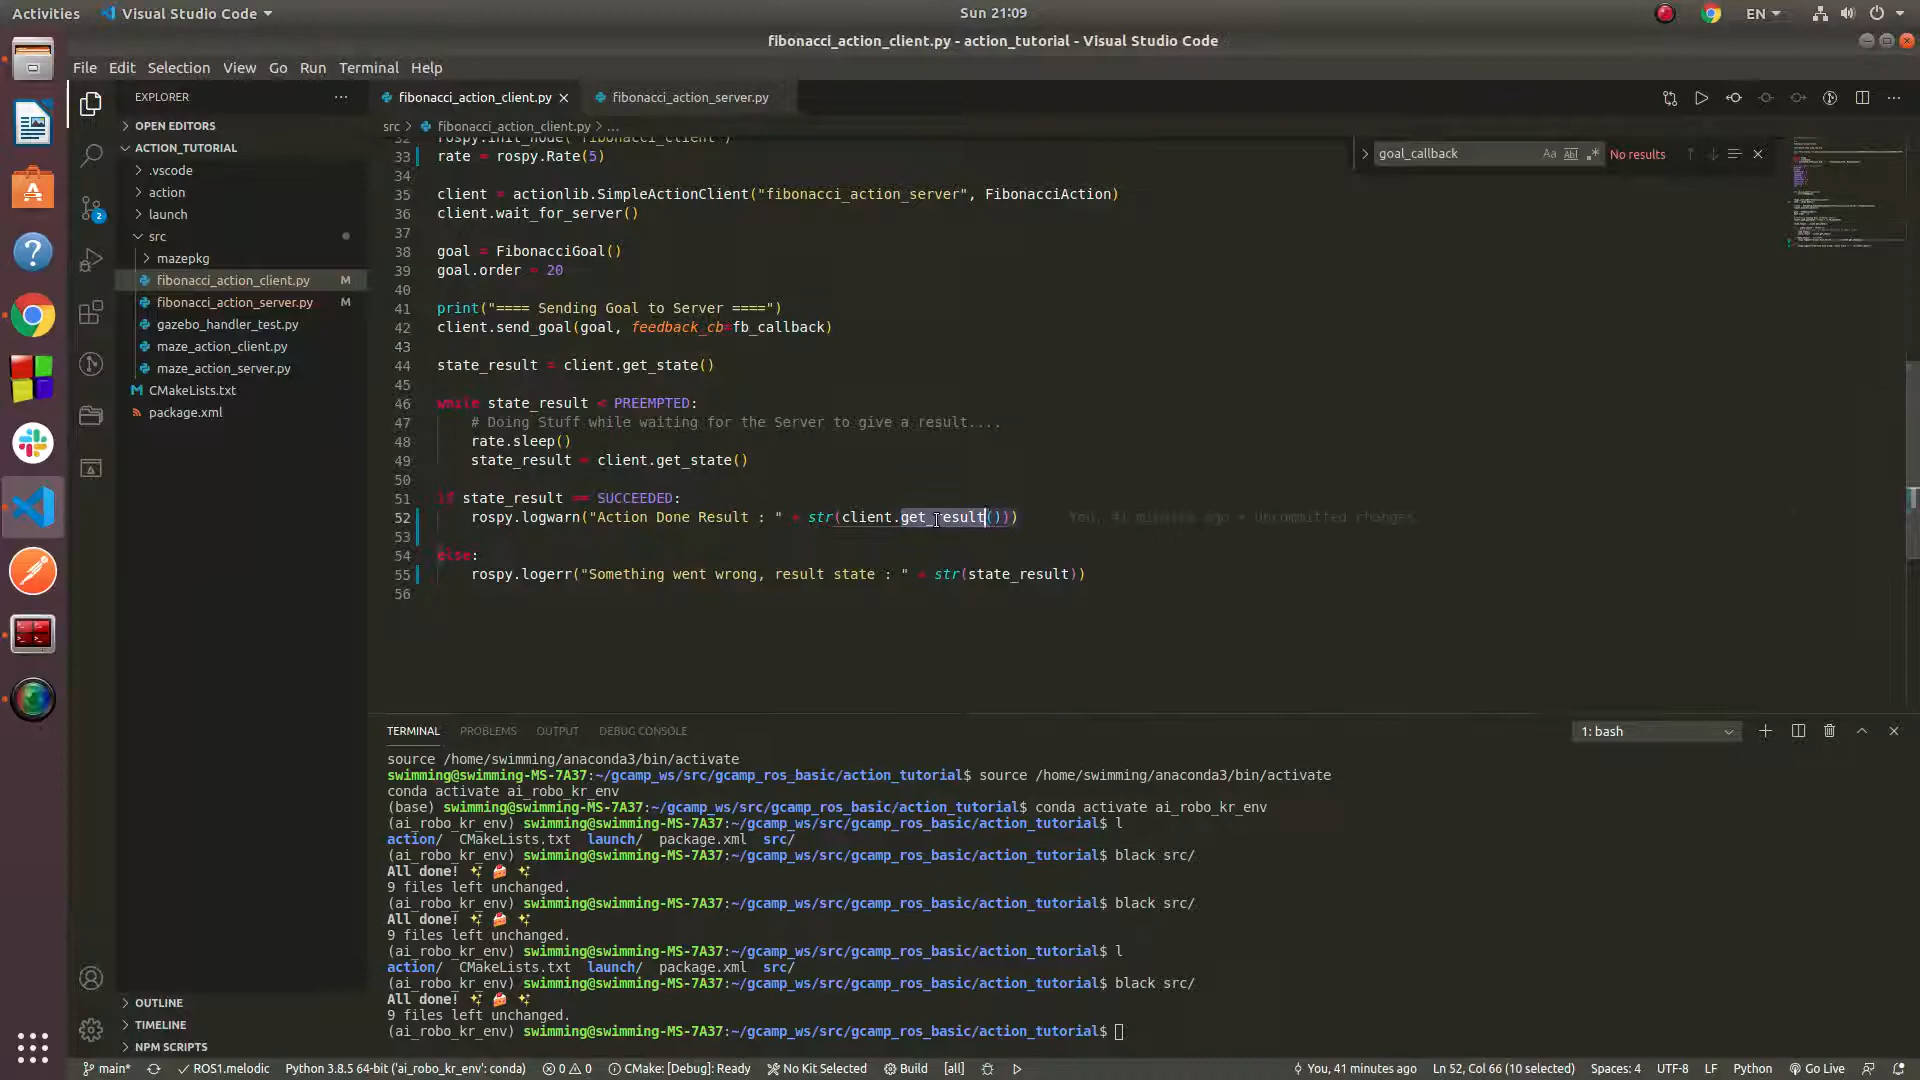 Activities
Visual Studio Code
Sun 21:09
EN
fibonacci_action_client.py - action_tutorial - Visual Studio Code
File Edit Selection View Go Run Terminal Help
EXPLORER
OPEN EDITORS
ACTION_TUTORIAL
.vscode
action
launch
src
mazepkg
fibonacci_action_client.py M
fibonacci_action_server.py M
gazebo_handler_test.py
maze_action_client.py
maze_action_server.py
CMakeLists.txt
package.xml
2
OUTLINE
TIMELINE
NPM SCRIPTS
fibonacci_action_client.py
fibonacci_action_server.py
src > fibonacci_action_client.py > ...
goal_callback
Aa
No results
32 rospy.init_node("fibonacci_client")
33 rate = rospy.Rate(5)
34
35 client = actionlib.SimpleActionClient("fibonacci_action_server", FibonacciAction)
36 client.wait_for_server()
37
38 goal = FibonacciGoal()
39 goal.order = 20
40
41 print("==== Sending Goal to Server ====")
42 client.send_goal(goal, feedback_cb=fb_callback)
43
44 state_result = client.get_state()
45
46 while state_result < PREEMPTED:
47 # Doing Stuff while waiting for the Server to give a result....
48 rate.sleep()
49 state_result = client.get_state()
50
51 if state_result == SUCCEEDED:
52 rospy.logwarn("Action Done Result : " + str(client.get_result())) You, 41 minutes ago • Uncommitted changes
53
54 else:
55 rospy.logerr("Something went wrong, result state : " + str(state_result))
56
TERMINAL PROBLEMS OUTPUT DEBUG CONSOLE
1: bash
source /home/swimming/anaconda3/bin/activate
swimming@swimming-MS-7A37:~/gcamp_ws/src/gcamp_ros_basic/action_tutorial$ source /home/swimming/anaconda3/bin/activate
conda activate ai_robo_kr_env
(base) swimming@swimming-MS-7A37:~/gcamp_ws/src/gcamp_ros_basic/action_tutorial$ conda activate ai_robo_kr_env
(ai_robo_kr_env) swimming@swimming-MS-7A37:~/gcamp_ws/src/gcamp_ros_basic/action_tutorial$ l
action/ CMakeLists.txt launch/ package.xml src/
(ai_robo_kr_env) swimming@swimming-MS-7A37:~/gcamp_ws/src/gcamp_ros_basic/action_tutorial$ black src/
All done! ✨ 🍰 ✨
9 files left unchanged.
(ai_robo_kr_env) swimming@swimming-MS-7A37:~/gcamp_ws/src/gcamp_ros_basic/action_tutorial$ black src/
All done! ✨ 🍰 ✨
9 files left unchanged.
(ai_robo_kr_env) swimming@swimming-MS-7A37:~/gcamp_ws/src/gcamp_ros_basic/action_tutorial$ l
action/ CMakeLists.txt launch/ package.xml src/
(ai_robo_kr_env) swimming@swimming-MS-7A37:~/gcamp_ws/src/gcamp_ros_basic/action_tutorial$ black src/
All done! ✨ 🍰 ✨
9 files left unchanged.
(ai_robo_kr_env) swimming@swimming-MS-7A37:~/gcamp_ws/src/gcamp_ros_basic/action_tutorial$
main* ROS1.melodic Python 3.8.5 64-bit ('ai_robo_kr_env': conda) 0 0 CMake: [Debug]: Ready No Kit Selected Build [all] You, 41 minutes ago Ln 52, Col 66 (10 selected) Spaces: 4 UTF-8 LF Python Go Live